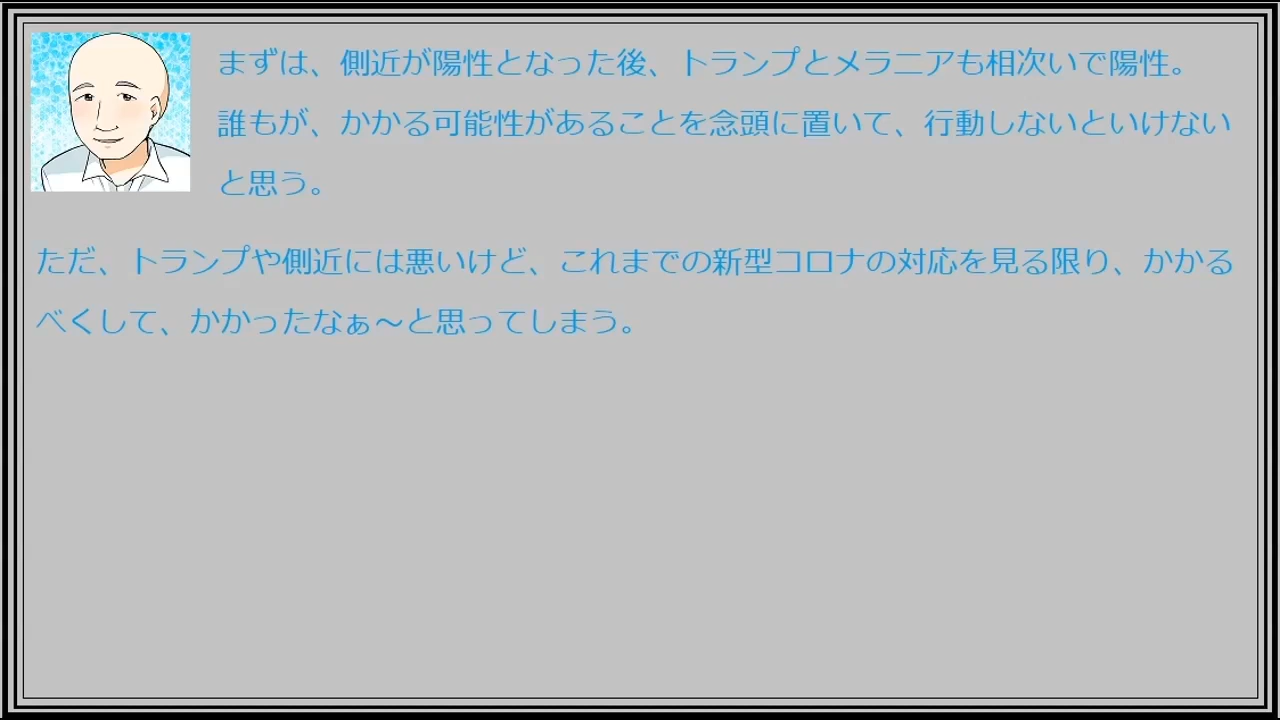 まずは、側近が陽性となった後、トランプとメラニアも相次いで陽性。
誰もが、かかる可能性があることを念頭に置いて、行動しないといけない
と思う。
ただ、トランプや側近には悪いけど、これまでの新型コロナの対応を見る限り、かかる
べくして、かかったなぁ～と思ってしまう。